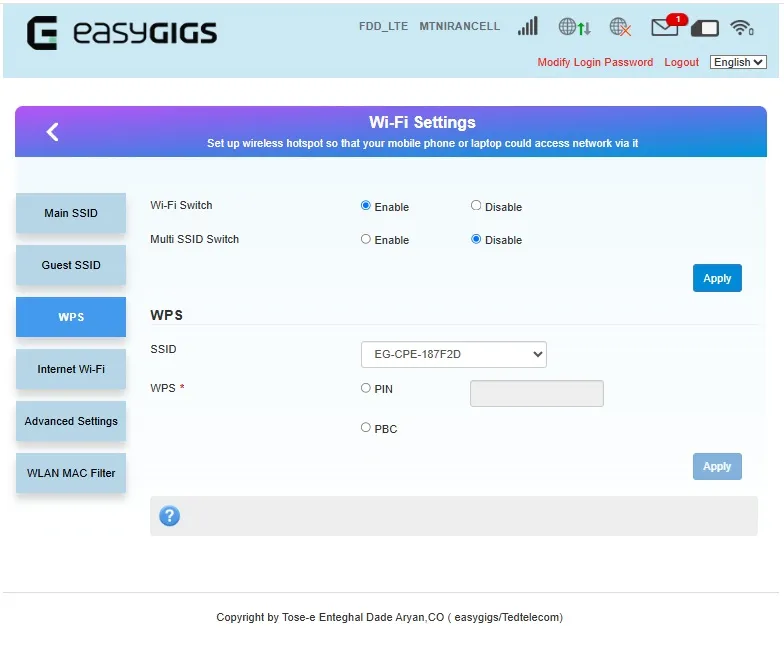 easyGIGS
FDD_LTE MTNIRANCELL 1 0
Modify Login Password Logout English
Wi-Fi Settings
Set up wireless hotspot so that your mobile phone or laptop could access network via it
Main SSID
Guest SSID
WPS
Internet Wi-Fi
Advanced Settings
WLAN MAC Filter
Wi-Fi Switch Enable Disable
Multi SSID Switch Enable Disable
Apply
WPS
SSID EG-CPE-187F2D
WPS * PIN
PBC
Apply
?
Copyright by Tose-e Enteghal Dade Aryan,CO ( easygigs/Tedtelecom)